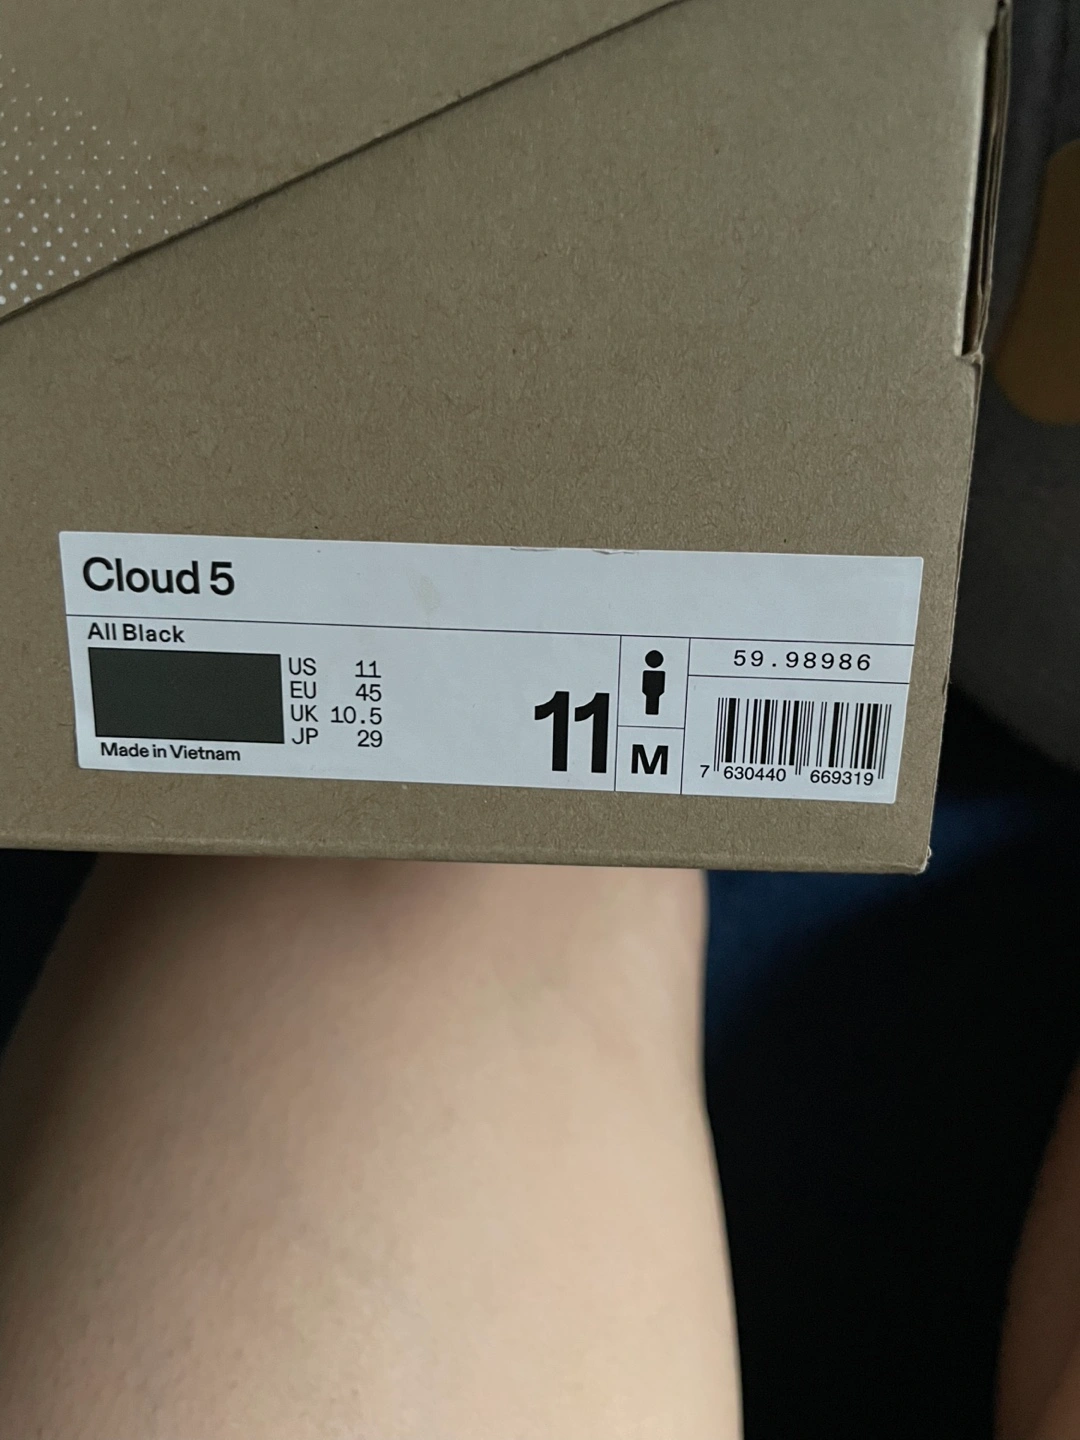 Cloud 5
All Black
US 11
EU 45
UK 10.5
JP 29
Made in Vietnam
11
M
59.98986
7 630440 669319